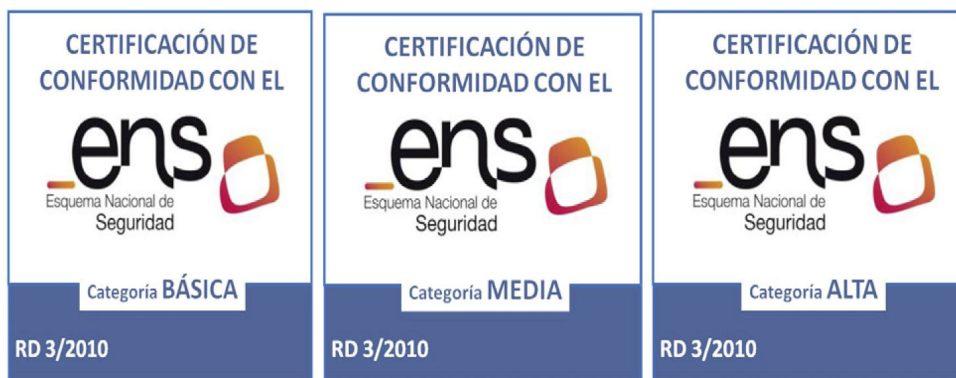 CERTIFICACIÓN DE
CONFORMIDAD CON EL
_ens
Esquema Nacional de
Seguridad
Categoría BÁSICA
RD 3/2010
CERTIFICACIÓN DE
CONFORMIDAD CON EL
_ens
Esquema Nacional de
Seguridad
Categoría MEDIA
RD 3/2010
CERTIFICACIÓN DE
CONFORMIDAD CON EL
_ens
Esquema Nacional de
Seguridad
Categoría ALTA
RD 3/2010